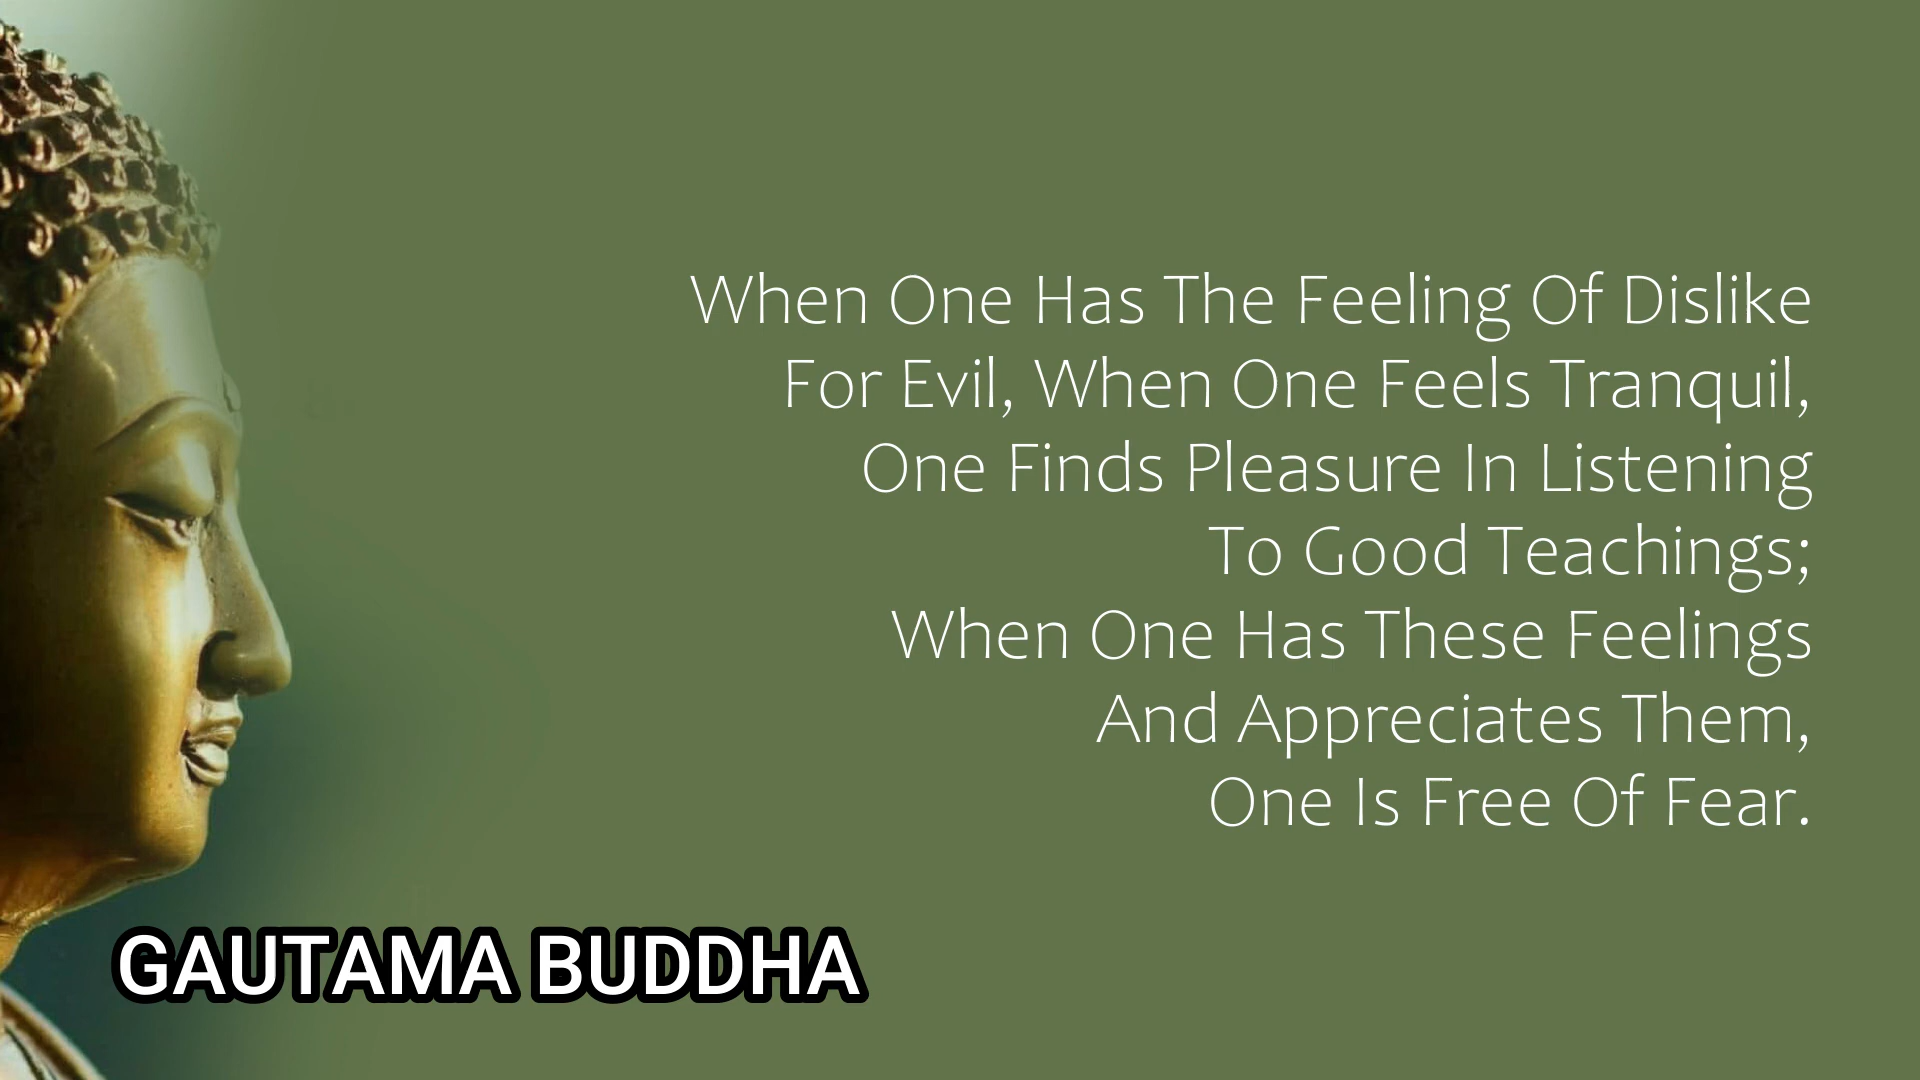 When One Has The Feeling Of Dislike
For Evil, When One Feels Tranquil,
One Finds Pleasure In Listening
To Good Teachings;
When One Has These Feelings
And Appreciates Them,
One Is Free Of Fear.
GAUTAMA BUDDHA